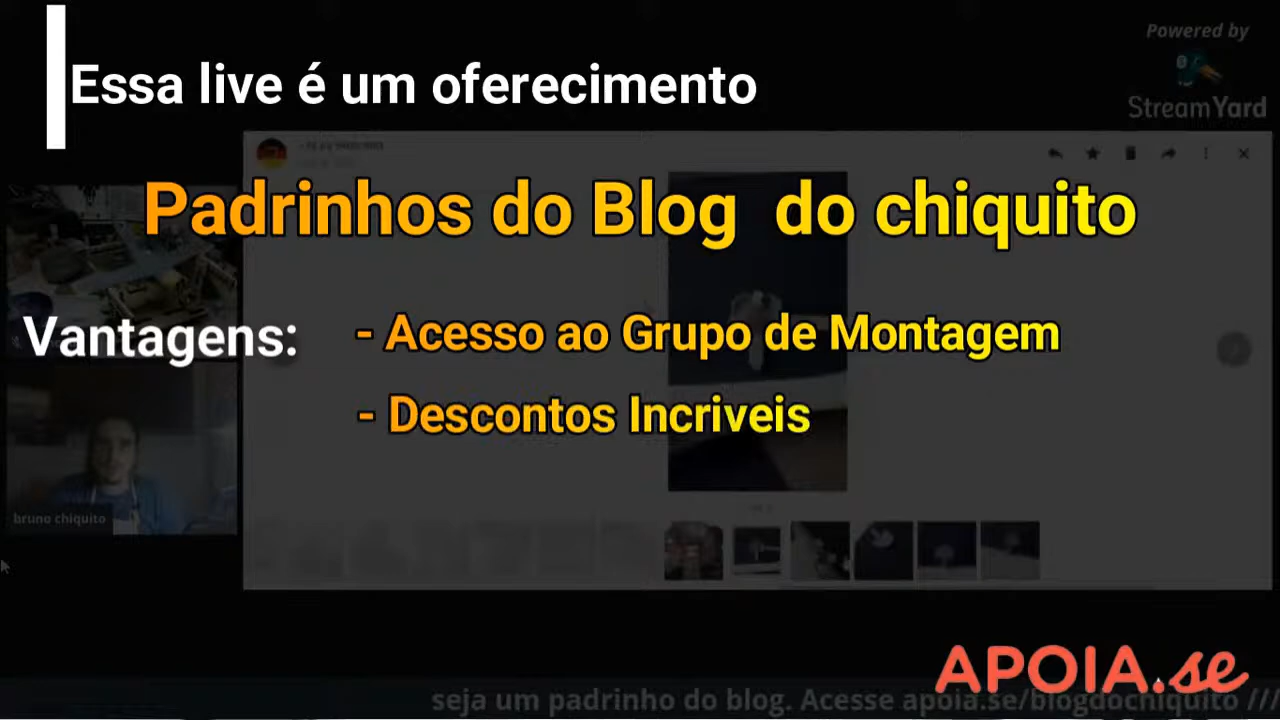 Powered by
StreamYard
Essa live é um oferecimento
Padrinhos do Blog do chiquito
Vantagens:
- Acesso ao Grupo de Montagem
- Descontos Incriveis
bruno chiquito
APOIA.se
seja um padrinho do blog. Acesse apoia.se/blogdochiquito ///